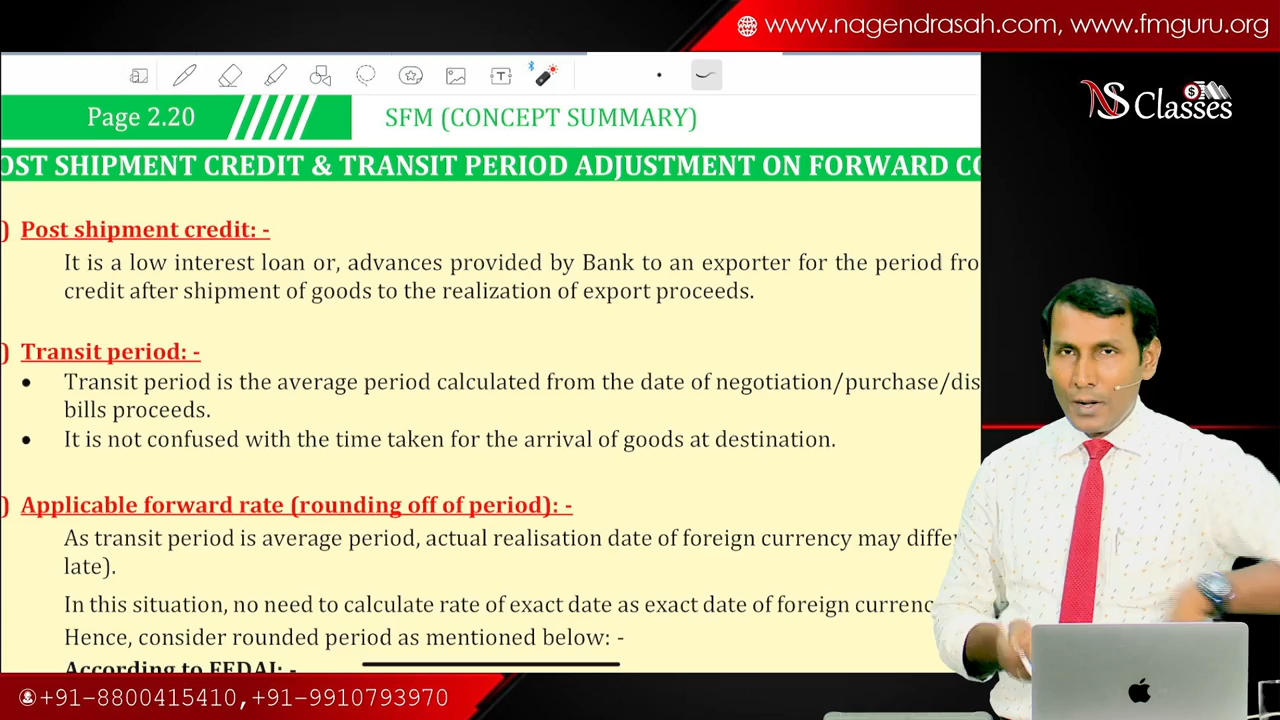 www.nagendrasah.com, www.fmguru.org
NS Classes
Page 2.20
SFM (CONCEPT SUMMARY)
OST SHIPMENT CREDIT & TRANSIT PERIOD ADJUSTMENT ON FORWARD CO
) Post shipment credit: -
It is a low interest loan or, advances provided by Bank to an exporter for the period fro
credit after shipment of goods to the realization of export proceeds.
) Transit period: -
• Transit period is the average period calculated from the date of negotiation/purchase/dis
bills proceeds.
• It is not confused with the time taken for the arrival of goods at destination.
) Applicable forward rate (rounding off of period): -
As transit period is average period, actual realisation date of foreign currency may diffe
late).
In this situation, no need to calculate rate of exact date as exact date of foreign currenc
Hence, consider rounded period as mentioned below: -
According to FEDAI: -
+91-8800415410,+91-9910793970